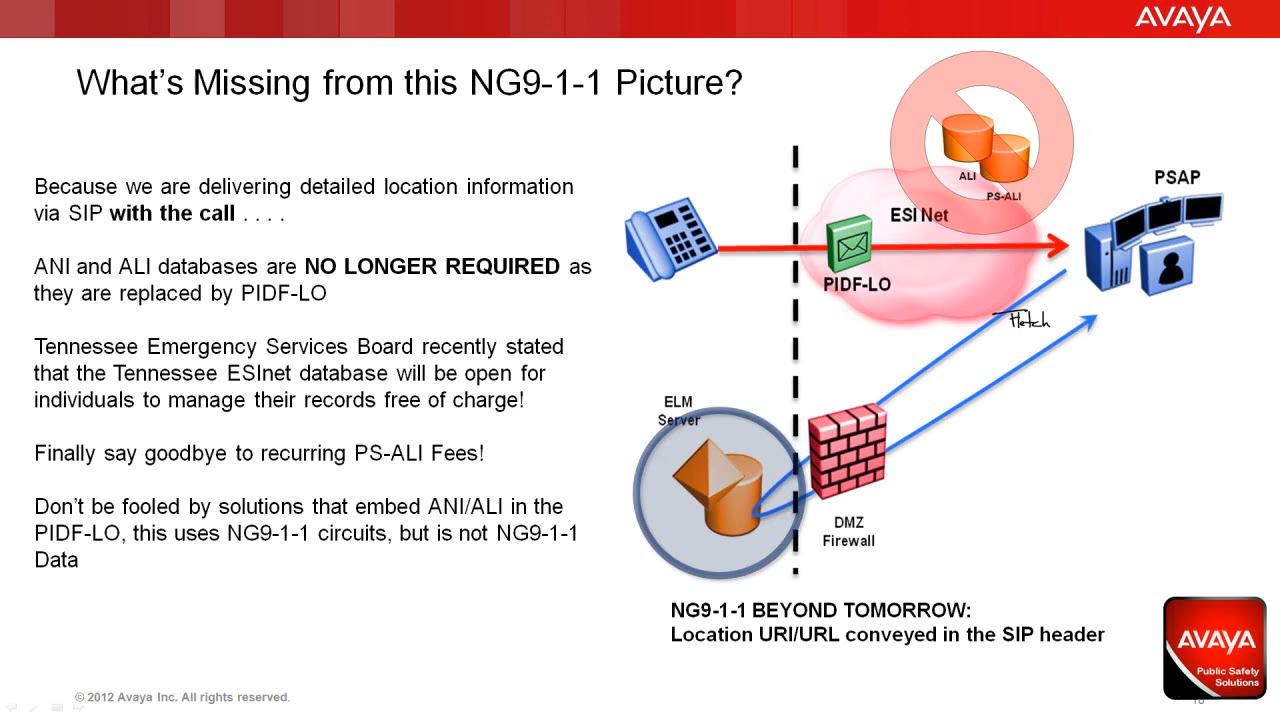 AVAYA
What's Missing from this NG9-1-1 Picture?
Because we are delivering detailed location information
via SIP with the call . . . .
ANI and ALI databases are NO LONGER REQUIRED as
they are replaced by PIDF-LO
Tennessee Emergency Services Board recently stated
that the Tennessee ESInet database will be open for
individuals to manage their records free of charge!
Finally say goodbye to recurring PS-ALI Fees!
Don't be fooled by solutions that embed ANI/ALI in the
PIDF-LO, this uses NG9-1-1 circuits, but is not NG9-1-1
Data
ALI
PS-ALI
ESI Net
PSAP
PIDF-LO
ELM
Server
DMZ
Firewall
NG9-1-1 BEYOND TOMORROW:
Location URI/URL conveyed in the SIP header
AVAYA
Public Safety
Solutions
© 2012 Avaya Inc. All rights reserved.